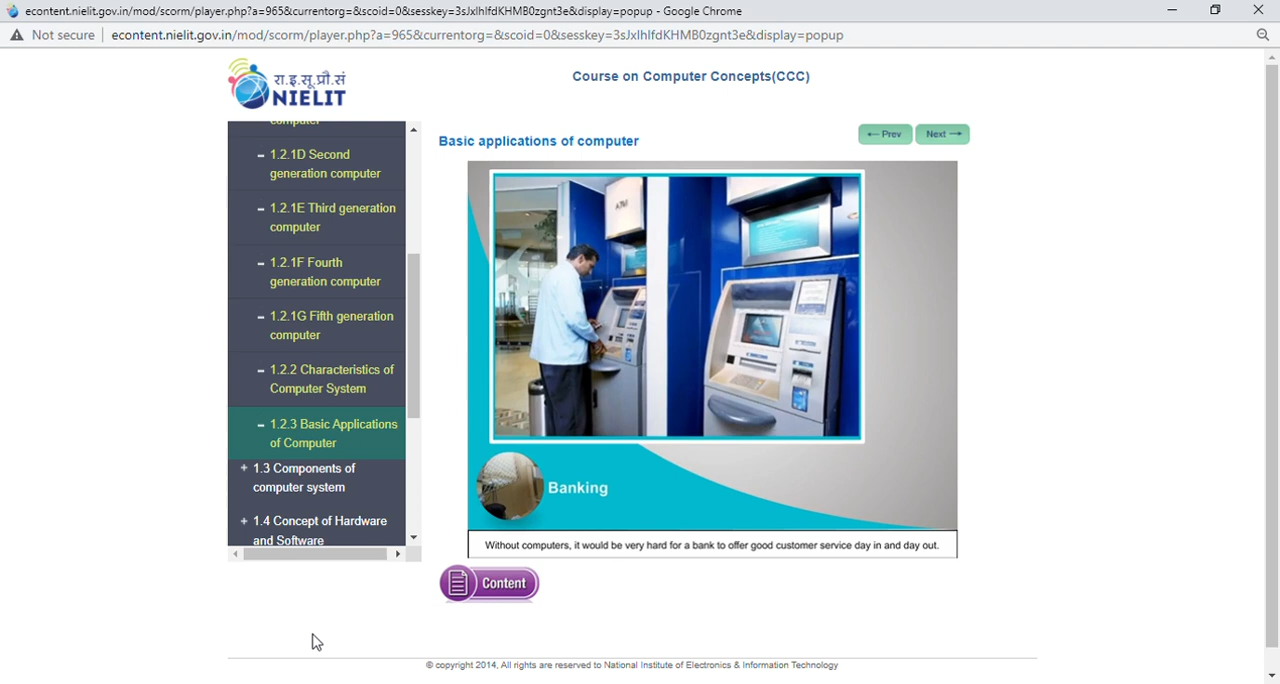 econtent.nielit.gov.in/mod/scorm/player.php?a=965&currentorg=&scoid=0&sesskey=3sJxlhlfdKHMB0zgnt3e&display=popup - Google Chrome
Not secure
econtent.nielit.gov.in/mod/scorm/player.php?a=965&currentorg=&scoid=0&sesskey=3sJxlhlfdKHMB0zgnt3e&display=popup
रा.इ.सू.प्रौ.सं
NIELIT
Course on Computer Concepts(CCC)
computer
1.2.1D Second
generation computer
1.2.1E Third generation
computer
1.2.1F Fourth
generation computer
1.2.1G Fifth generation
computer
1.2.2 Characteristics of
Computer System
1.2.3 Basic Applications
of Computer
+ 1.3 Components of
computer system
+ 1.4 Concept of Hardware
and Software
Basic applications of computer
← Prev
Next →
ATM
Banking
Without computers, it would be very hard for a bank to offer good customer service day in and day out.
Content
© copyright 2014, All rights are reserved to National Institute of Electronics & Information Technology